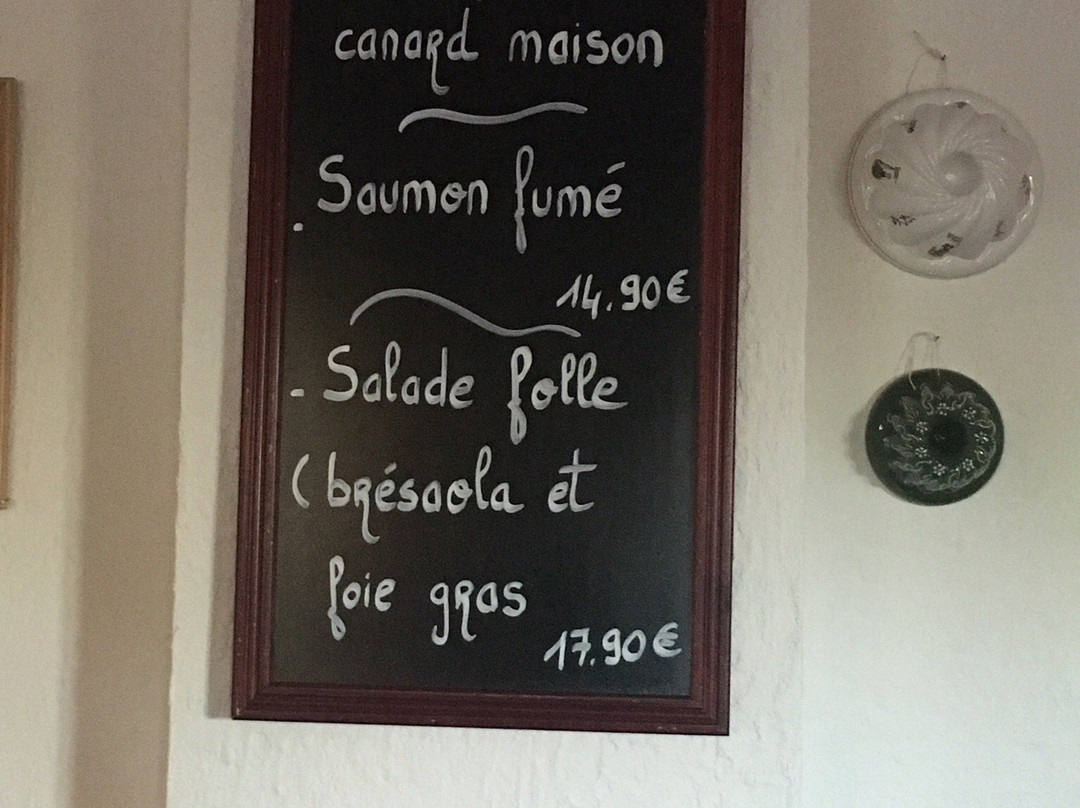 canard maison
. Saumon fumé
14.90€
- Salade folle
( brésaola et
foie gras
17.90€